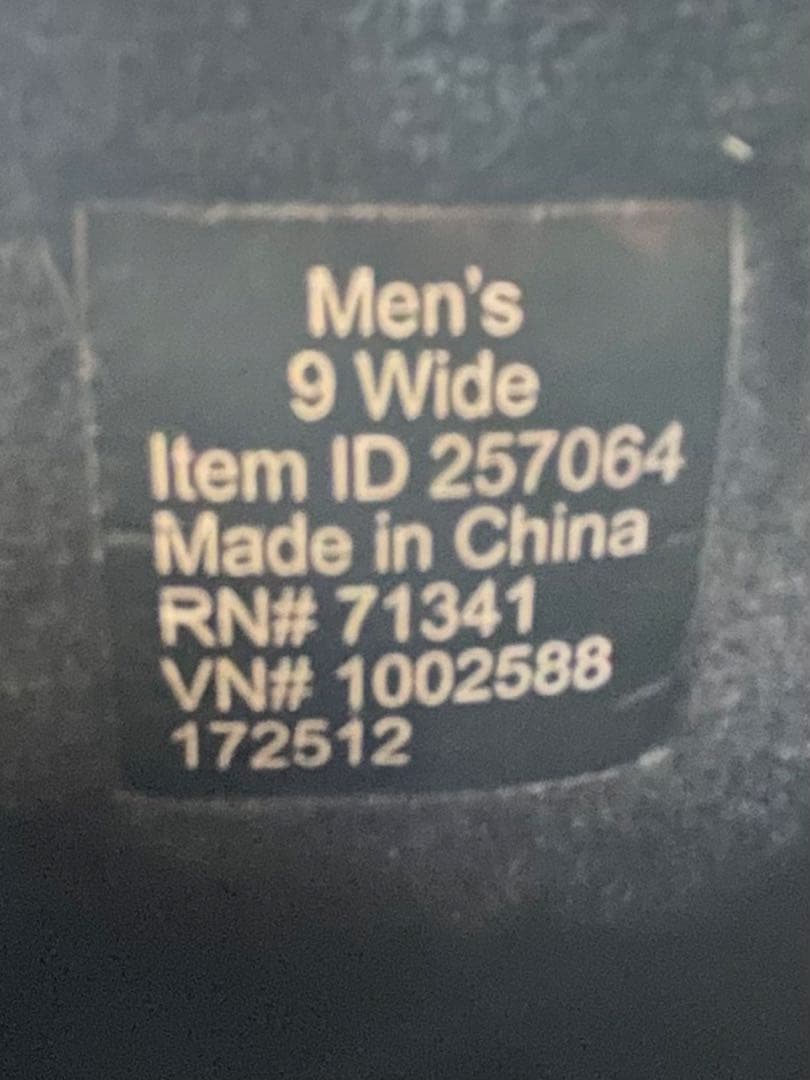 Men's
9 Wide
Item ID 257064
Made in China
RN# 71341
VN# 1002588
172512